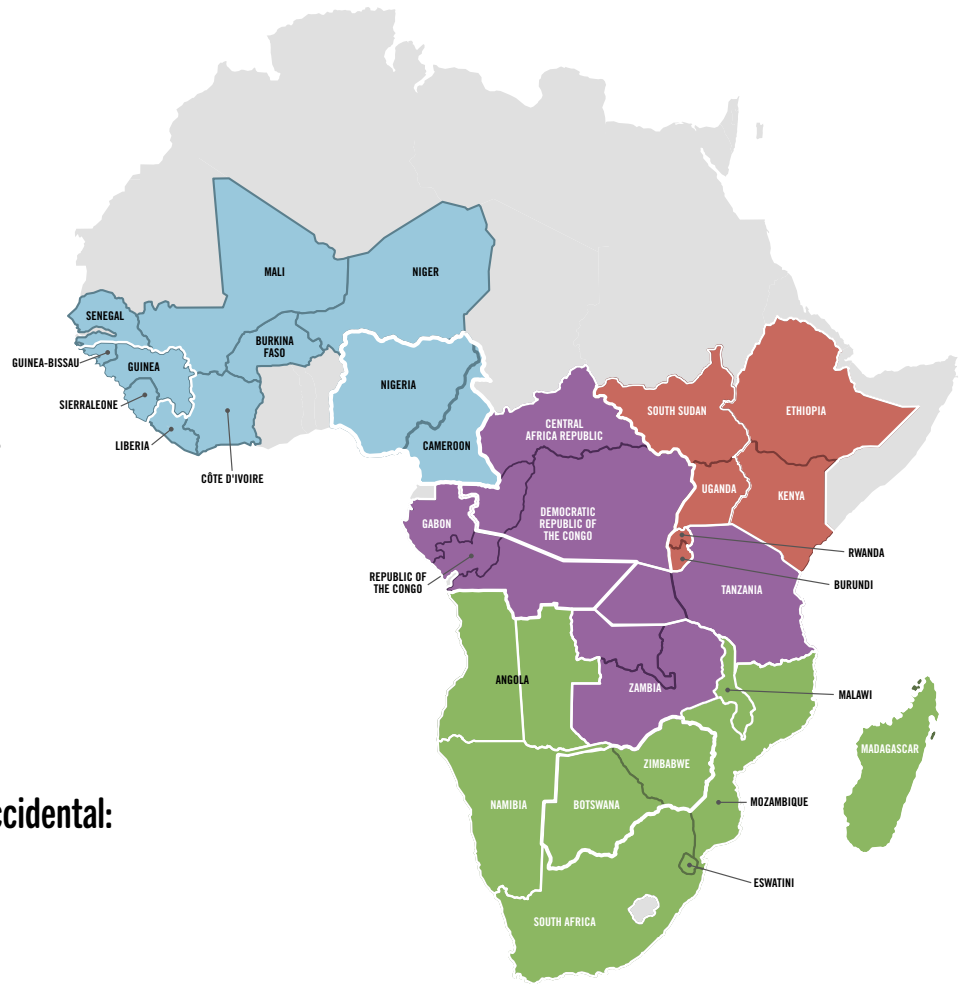 MALI
NIGER
SENEGAL
BURKINA
FASO
GUINEA-BISSAU
GUINEA
NIGERIA
SIERRALEONE
LIBERIA
CAMEROON
CÔTE D'IVOIRE
CENTRAL
AFRICA REPUBLIC
SOUTH SUDAN
ETHIOPIA
UGANDA
KENYA
GABON
DEMOCRATIC
REPUBLIC OF
THE CONGO
RWANDA
REPUBLIC OF
THE CONGO
BURUNDI
TANZANIA
ANGOLA
ZAMBIA
MALAWI
MADAGASCAR
ZIMBABWE
NAMIBIA
BOTSWANA
MOZAMBIQUE
ccidental:
ESWATINI
SOUTH AFRICA